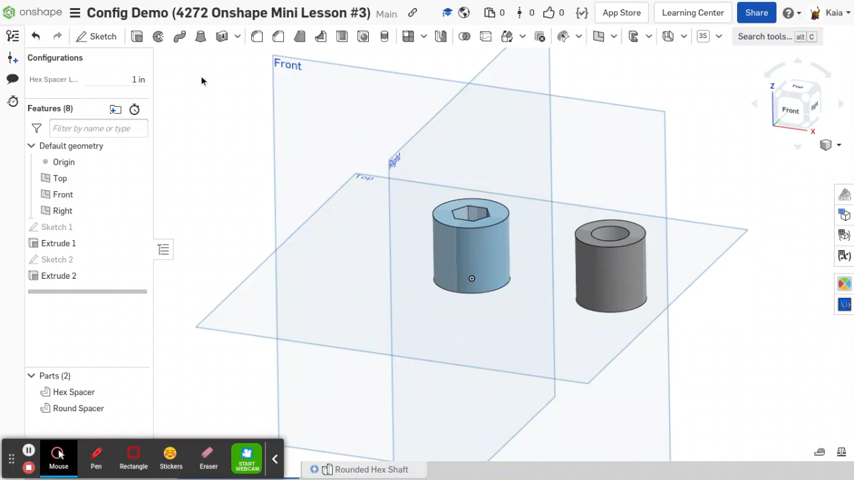 onshape Config Demo (4272 Onshape Mini Lesson #3) Main 0 0 0 App Store Learning Center Share Kaia
Sketch 3S Search tools... alt C
Configurations
Hex Spacer L... 1 in
Features (8)
Filter by name or type
Default geometry
Origin
Top
Front
Right
Sketch 1
Extrude 1
Sketch 2
Extrude 2
Parts (2)
Hex Spacer
Round Spacer
Front
Top
Z
Front
X
Mouse Pen Rectangle Stickers Eraser START WEBCAM
Rounded Hex Shaft